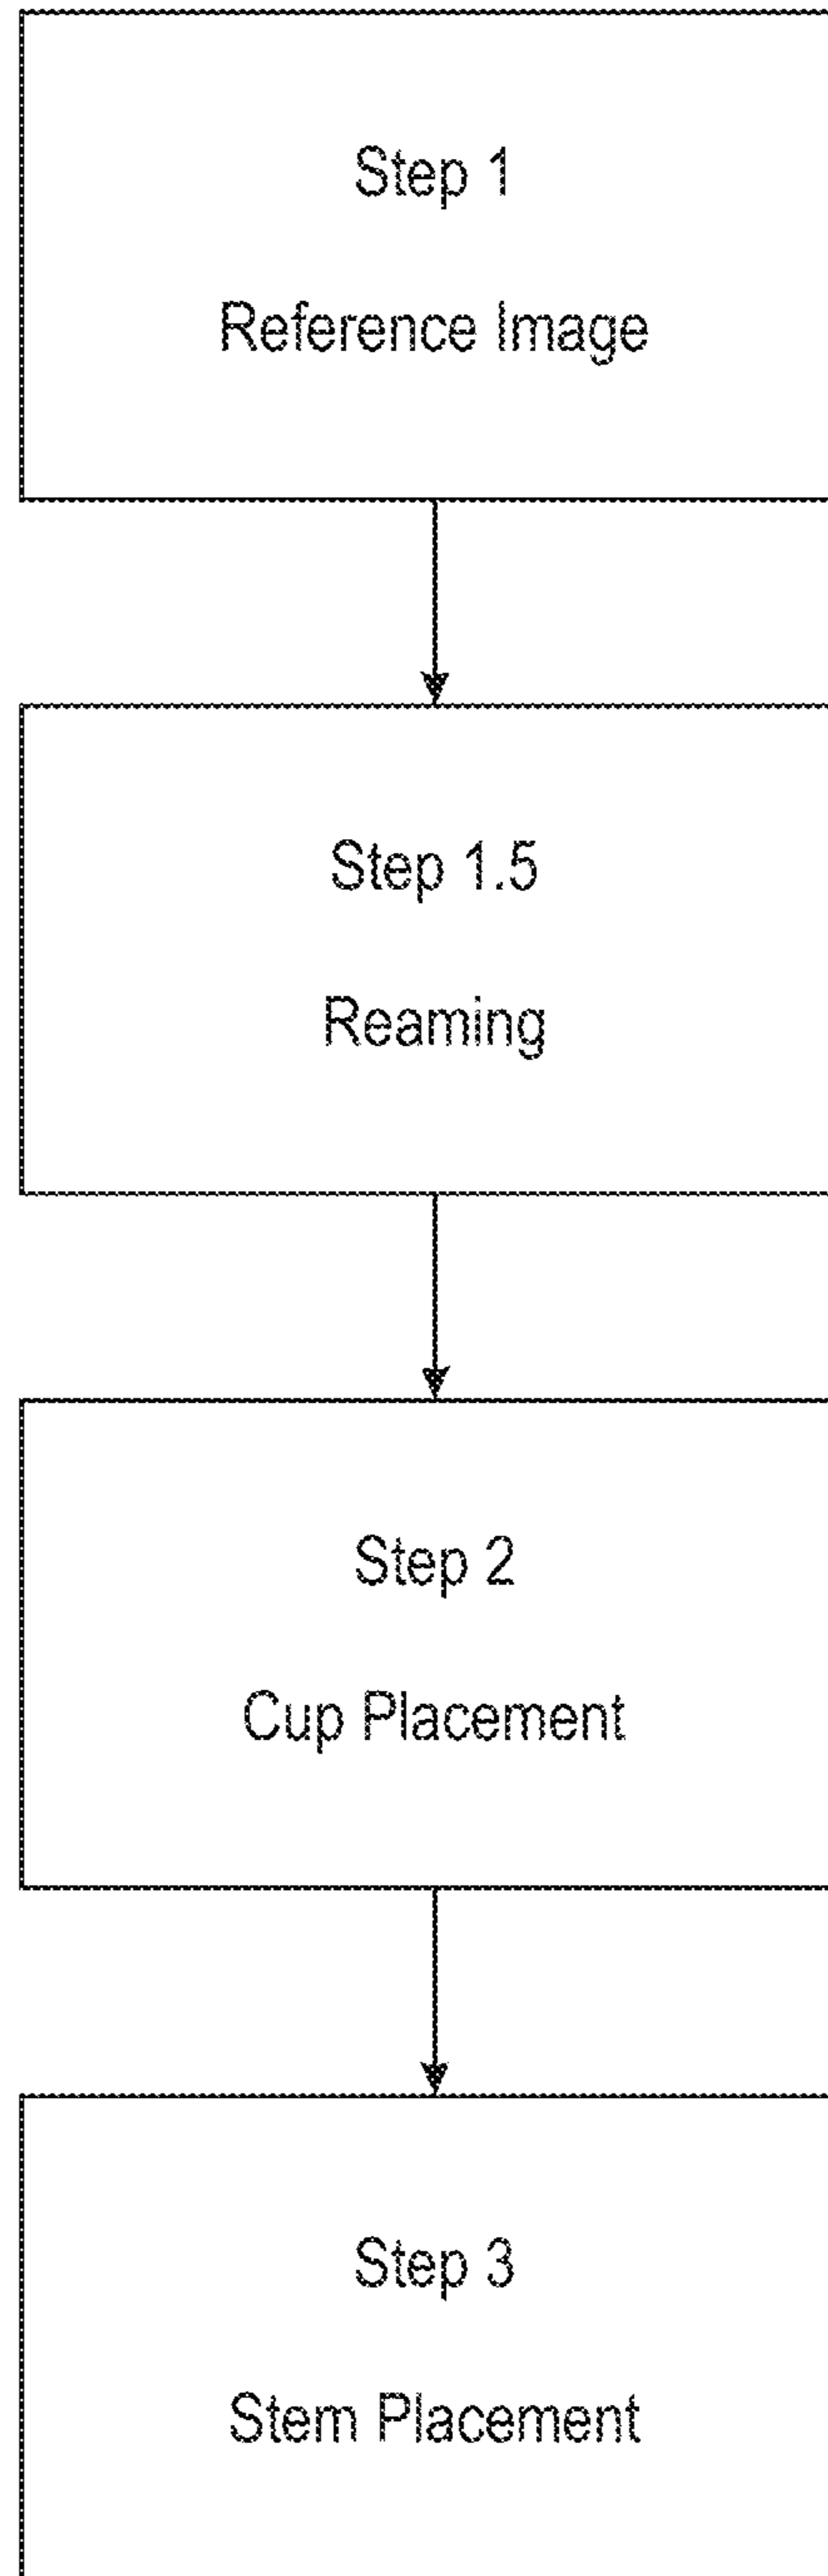 Step 1
Reference Image
Step 1.5
Reaming
Step 2
Cup Placement
Step 3
Stem Placement